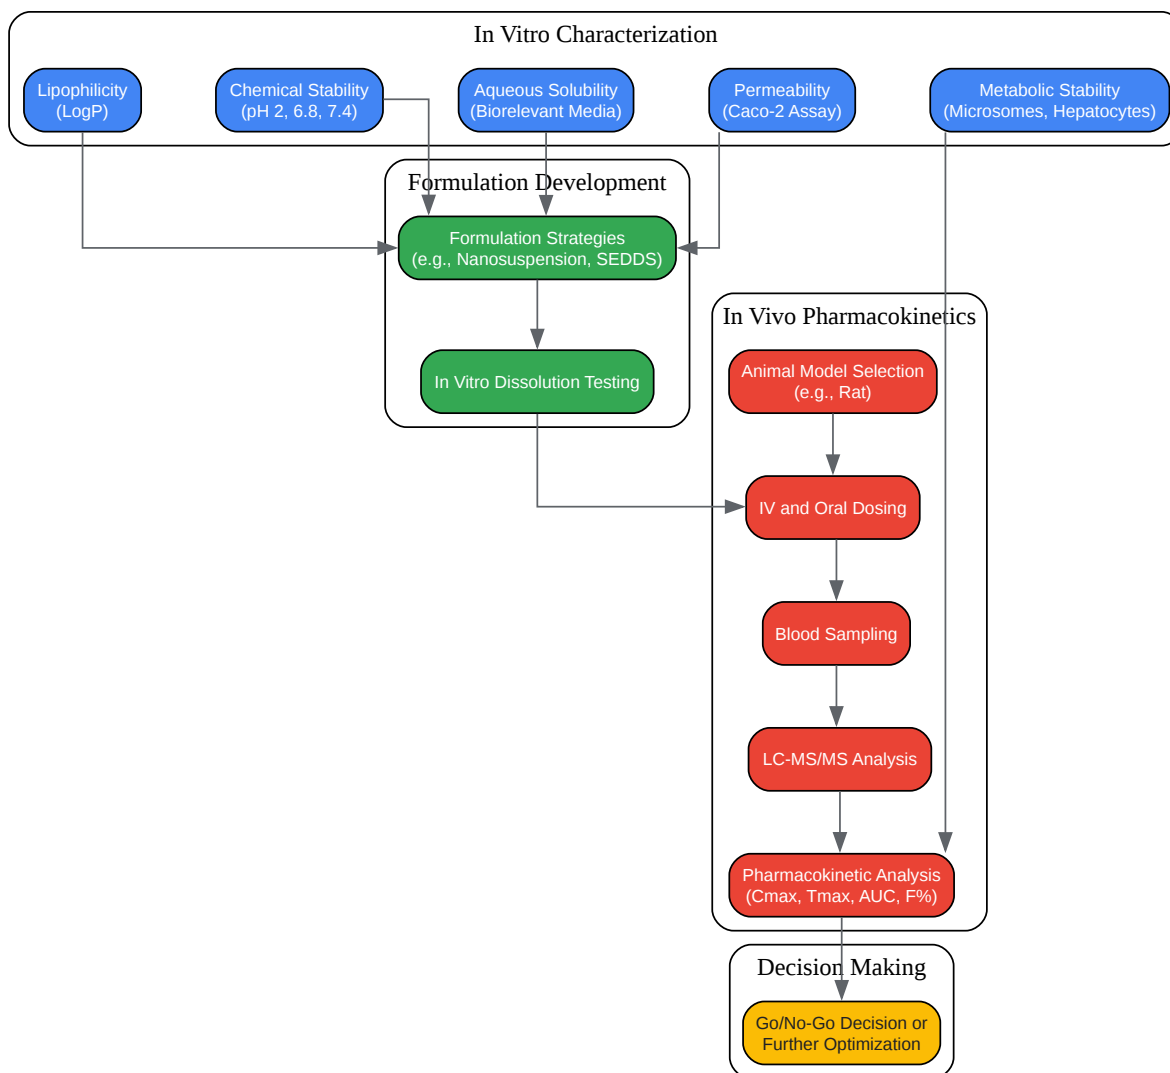 In Vitro Characterization
Lipophilicity
(LogP)
Chemical Stability
(pH 2, 6.8, 7.4)
Aqueous Solubility
(Biorelevant Media)
Permeability
(Caco-2 Assay)
Metabolic Stability
(Microsomes, Hepatocytes)
Formulation Development
Formulation Strategies
(e.g., Nanosuspension, SEDDS)
In Vitro Dissolution Testing
In Vivo Pharmacokinetics
Animal Model Selection
(e.g., Rat)
IV and Oral Dosing
Blood Sampling
LC-MS/MS Analysis
Pharmacokinetic Analysis
(Cmax, Tmax, AUC, F%)
Decision Making
Go/No-Go Decision or
Further Optimization